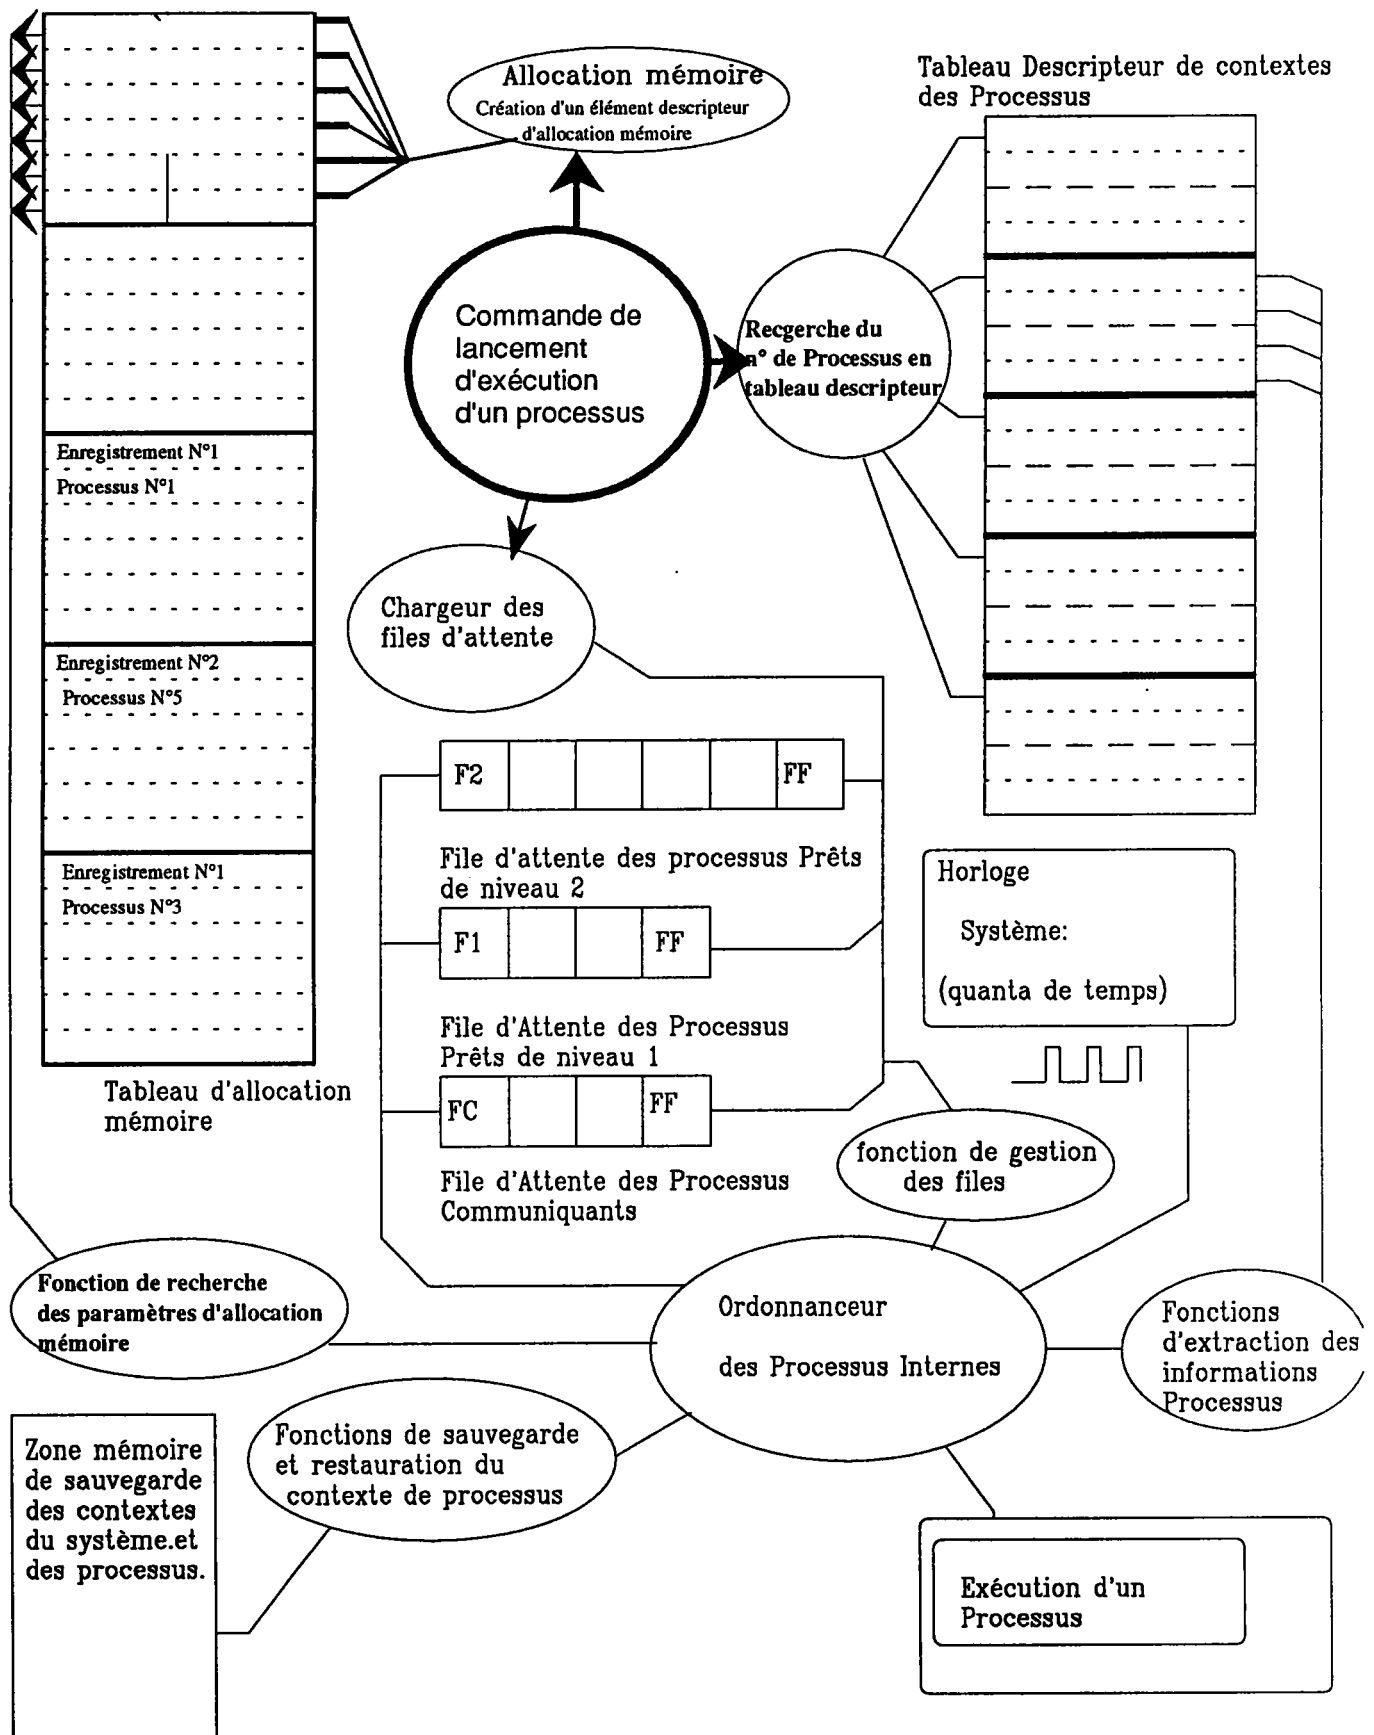 Allocation mémoire
Création d'un élément descripteur
d'allocation mémoire
Tableau Descripteur de contextes
des Processus
Commande de
lancement
d'exécution
d'un processus
Recgerche du
n° de Processus en
tableau descripteur
Enregistrement N°1
Processus N°1
Enregistrement N°2
Processus N°5
Enregistrement N°1
Processus N°3
Tableau d'allocation
mémoire
Chargeur des
files d'attente
F2 FF
File d'attente des processus Prêts
de niveau 2
F1 FF
File d'Attente des Processus
Prêts de niveau 1
FC FF
File d'Attente des Processus
Communiquants
Horloge
Système:
(quanta de temps)
fonction de gestion
des files
Fonction de recherche
des paramètres d'allocation
mémoire
Ordonnanceur
des Processus Internes
Fonctions
d'extraction des
informations
Processus
Fonctions de sauvegarde
et restauration du
contexte de processus
Zone mémoire
de sauvegarde
des contextes
du système.et
des processus.
Exécution d'un
Processus